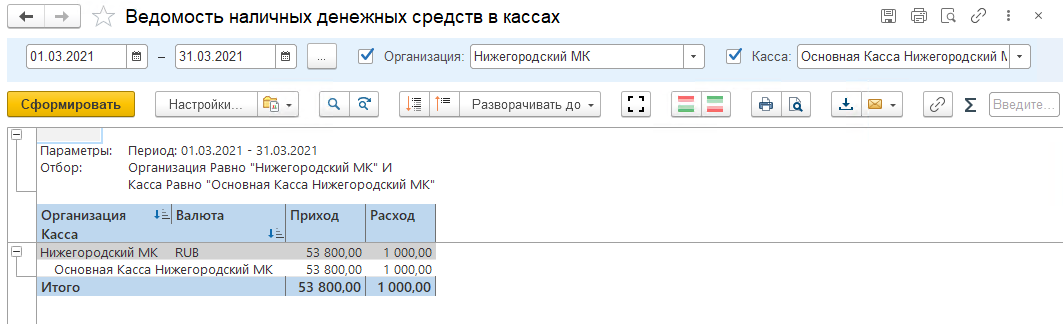 Ведомость наличных денежных средств в кассах
01.03.2021 – 31.03.2021 ... Организация: Нижегородский МК Касса: Основная Касса Нижегородский М
Сформировать Настройки... Разворачивать до Σ Введите...
Параметры: Период: 01.03.2021 - 31.03.2021
Отбор: Организация Равно "Нижегородский МК" И
Касса Равно "Основная Касса Нижегородский МК"
Организация Валюта Приход Расход
Касса
Нижегородский МК RUB 53 800,00 1 000,00
Основная Касса Нижегородский МК 53 800,00 1 000,00
Итого 53 800,00 1 000,00